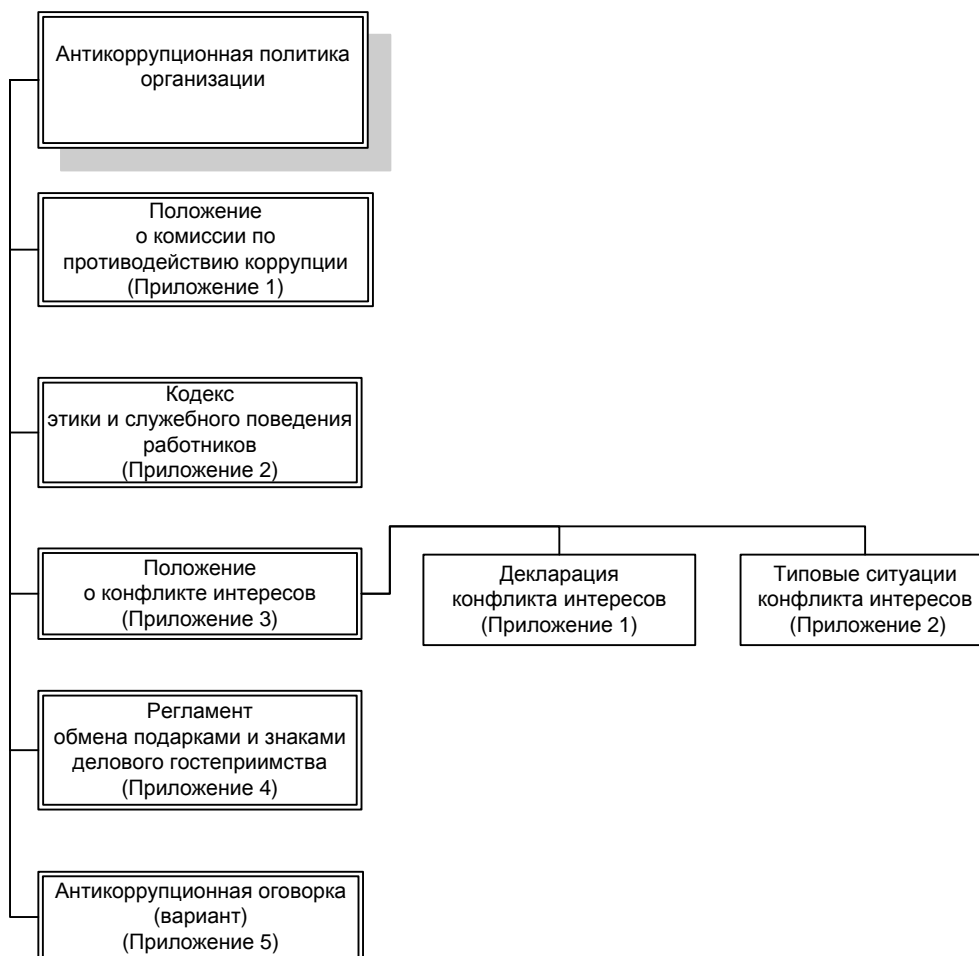 Антикоррупционная политика
организации
Положение
о комиссии по
противодействию коррупции
(Приложение 1)
Кодекс
этики и служебного поведения
работников
(Приложение 2)
Положение
о конфликте интересов
(Приложение 3)
Декларация
конфликта интересов
(Приложение 1)
Типовые ситуации
конфликта интересов
(Приложение 2)
Регламент
обмена подарками и знаками
делового гостеприимства
(Приложение 4)
Антикоррупционная оговорка
(вариант)
(Приложение 5)